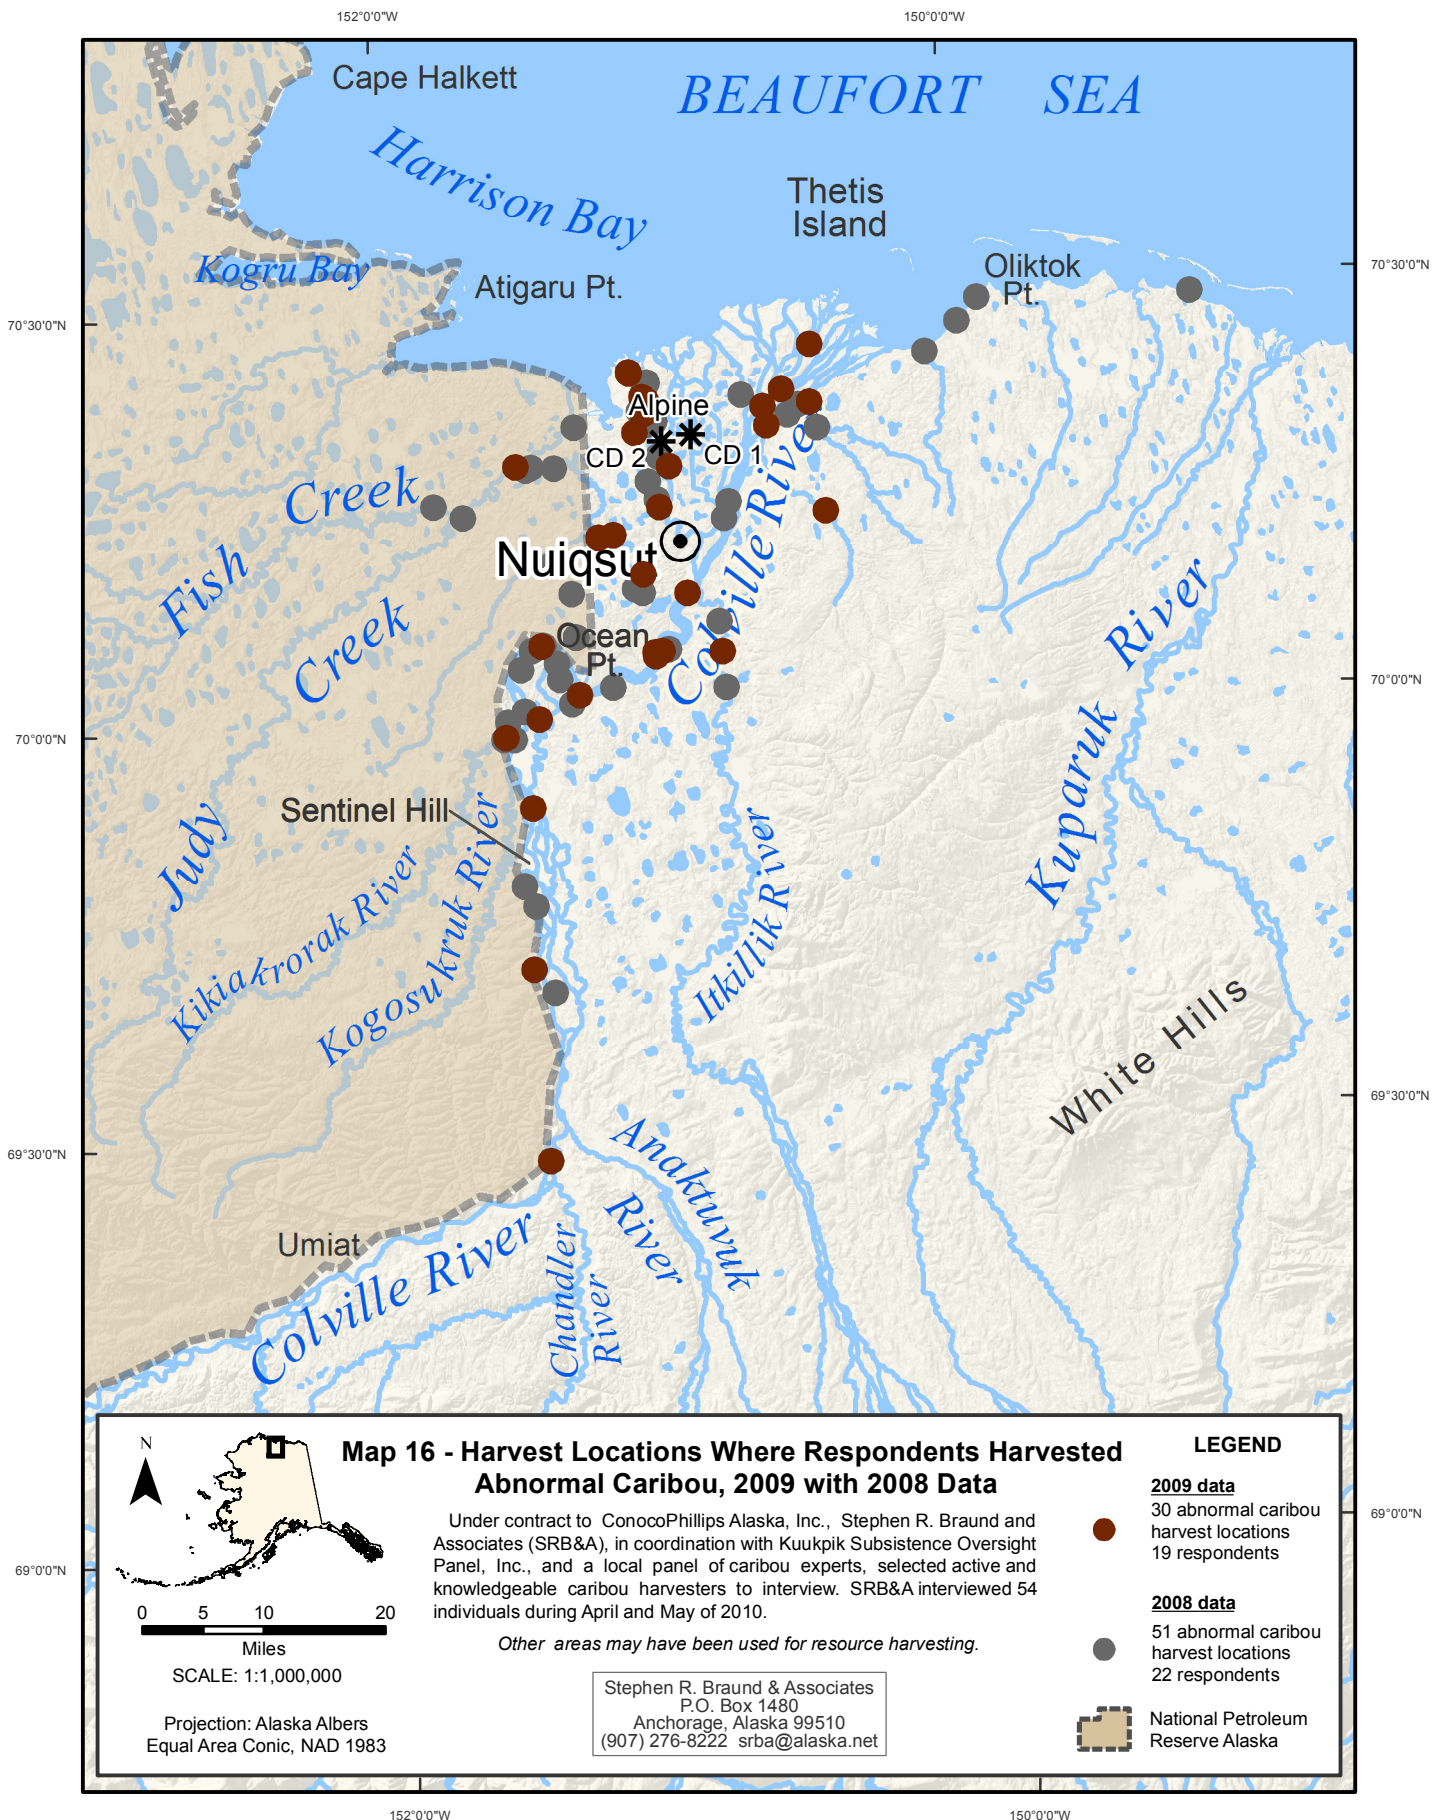 152°0'0"W
150°0'0"W
Cape Halkett
BEAUFORT SEA
Harrison Bay
Thetis
Island
Kogru Bay
Atigaru Pt.
Oliktok
Pt.
70°30'0"N
70°30'0"N
Alpine
CD 2
CD 1
Fish Creek
Nuiqsut
Colville River
Judy Creek
Ocean
Pt.
Kuparuk River
70°0'0"N
70°0'0"N
Sentinel Hill
Kikiakrorak River
Kogosukruk River
Itkillik River
White Hills
69°30'0"N
69°30'0"N
Anaktuvuk
River
Umiat
Colville River
Chandler
River
N
Map 16 - Harvest Locations Where Respondents Harvested
Abnormal Caribou, 2009 with 2008 Data
Under contract to ConocoPhillips Alaska, Inc., Stephen R. Braund and
Associates (SRB&A), in coordination with Kuukpik Subsistence Oversight
Panel, Inc., and a local panel of caribou experts, selected active and
knowledgeable caribou harvesters to interview. SRB&A interviewed 54
individuals during April and May of 2010.
Other areas may have been used for resource harvesting.
Stephen R. Braund & Associates
P.O. Box 1480
Anchorage, Alaska 99510
(907) 276-8222 srba@alaska.net
0 5 10 20
Miles
SCALE: 1:1,000,000
Projection: Alaska Albers
Equal Area Conic, NAD 1983
LEGEND
2009 data
30 abnormal caribou
harvest locations
19 respondents
2008 data
51 abnormal caribou
harvest locations
22 respondents
National Petroleum
Reserve Alaska
69°0'0"N
69°0'0"N
152°0'0"W
150°0'0"W